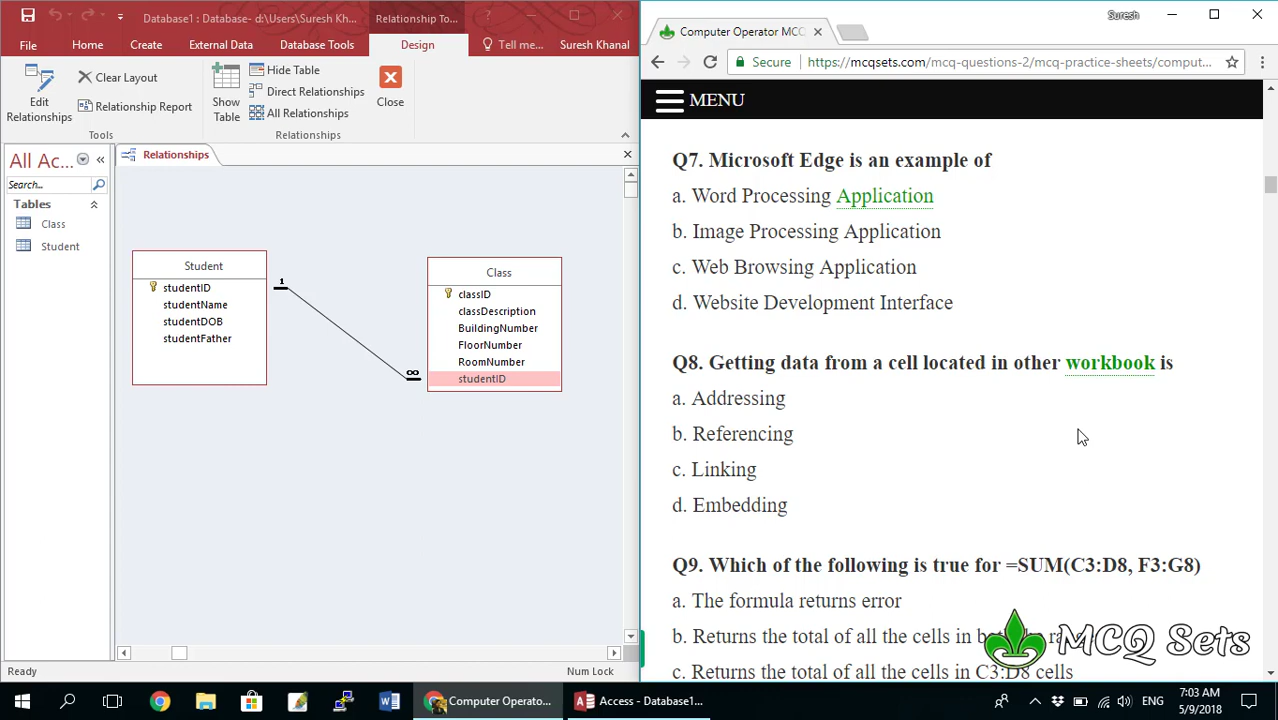 Database1 : Database- d:\Users\Suresh Kha...
Relationship To...
?
File
Home
Create
External Data
Database Tools
Design
Tell me...
Suresh Khanal
Edit
Relationships
Clear Layout
Relationship Report
Tools
Show
Table
Hide Table
Direct Relationships
All Relationships
Relationships
Close
All Ac...
Search...
Tables
Class
Student
Relationships
Student
studentID
studentName
studentDOB
studentFather
1
∞
Class
classID
classDescription
BuildingNumber
FloorNumber
RoomNumber
studentID
Ready
Num Lock
Suresh
Computer Operator MCQ
Secure
https://mcqsets.com/mcq-questions-2/mcq-practice-sheets/comput...
MENU
Q7. Microsoft Edge is an example of
a. Word Processing Application
b. Image Processing Application
c. Web Browsing Application
d. Website Development Interface
Q8. Getting data from a cell located in other workbook is
a. Addressing
b. Referencing
c. Linking
d. Embedding
Q9. Which of the following is true for =SUM(C3:D8, F3:G8)
a. The formula returns error
b. Returns the total of all the cells in
c. Returns the total of all the cells in C3:D8 cells
MCQ Sets
Computer Operato...
Access - Database1...
ENG
7:03 AM
5/9/2018